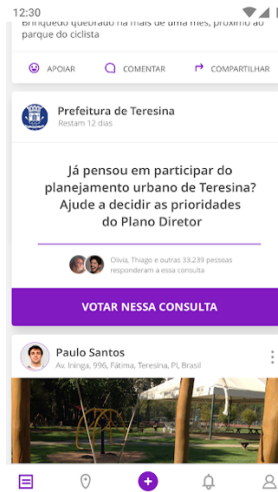 12:30
Brinquedo quebrado há mais de uma mês, próximo ao
parque do ciclista
APOIAR
COMENTAR
COMPARTILHAR
Prefeitura de Teresina
Restam 12 dias
Já pensou em participar do
planejamento urbano de Teresina?
Ajude a decidir as prioridades
do Plano Diretor
Olivia, Thiago e outras 33.239 pessoas
responderam a essa consulta
VOTAR NESSA CONSULTA
Paulo Santos
Av. ininga, 996, Fátima, Teresina, PI, Brasil